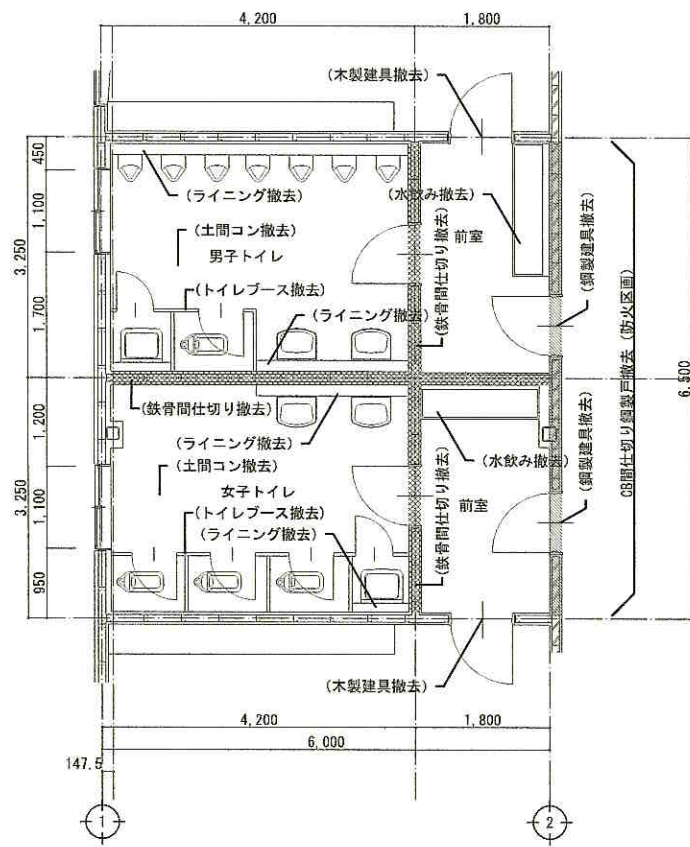 4,200
1,800
(木製建具撤去)
450
1,100
3,250
1,700
1,200
3,250
1,100
950
(ライニング撤去)
(水飲み撤去)
(土間コン撤去)
男子トイレ
前室
(トイレブース撤去)
(ライニング撤去)
(鉄骨間仕切り撤去)
(鋼製建具撤去)
CB間仕切り鋼製戸撤去(防火区画)
6,500
(鉄骨間仕切り撤去)
(ライニング撤去)
(水飲み撤去)
(土間コン撤去)
女子トイレ
前室
(トイレブース撤去)
(ライニング撤去)
(鉄骨間仕切り撤去)
(鋼製建具撤去)
(木製建具撤去)
4,200
1,800
6,000
147.5
1
2